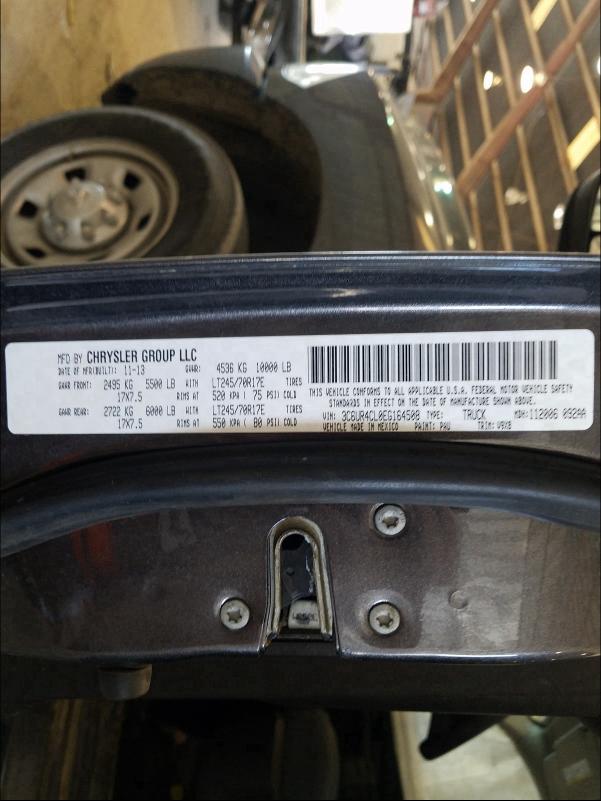 MFD BY CHRYSLER GROUP LLC
DATE OF MFR(BUILT): 11-13 GVWR: 4536 KG 10000 LB
GAWR FRONT: 2495 KG 5500 LB WITH LT245/70R17E TIRES
17X7.5 RIMS AT 520 KPA ( 75 PSI) COLD
GAWR REAR: 2722 KG 6000 LB WITH LT245/70R17E TIRES
17X7.5 RIMS AT 550 KPA ( 80 PSI) COLD
THIS VEHICLE CONFORMS TO ALL APPLICABLE U.S.A. FEDERAL MOTOR VEHICLE SAFETY
STANDARDS IN EFFECT ON THE DATE OF MANUFACTURE SHOWN ABOVE.
VIN: 3C6UR4CL0EG164508 TYPE: TRUCK MDH: 112006 092AA
VEHICLE MADE IN MEXICO PAINT: PAU TRIM: V9X8